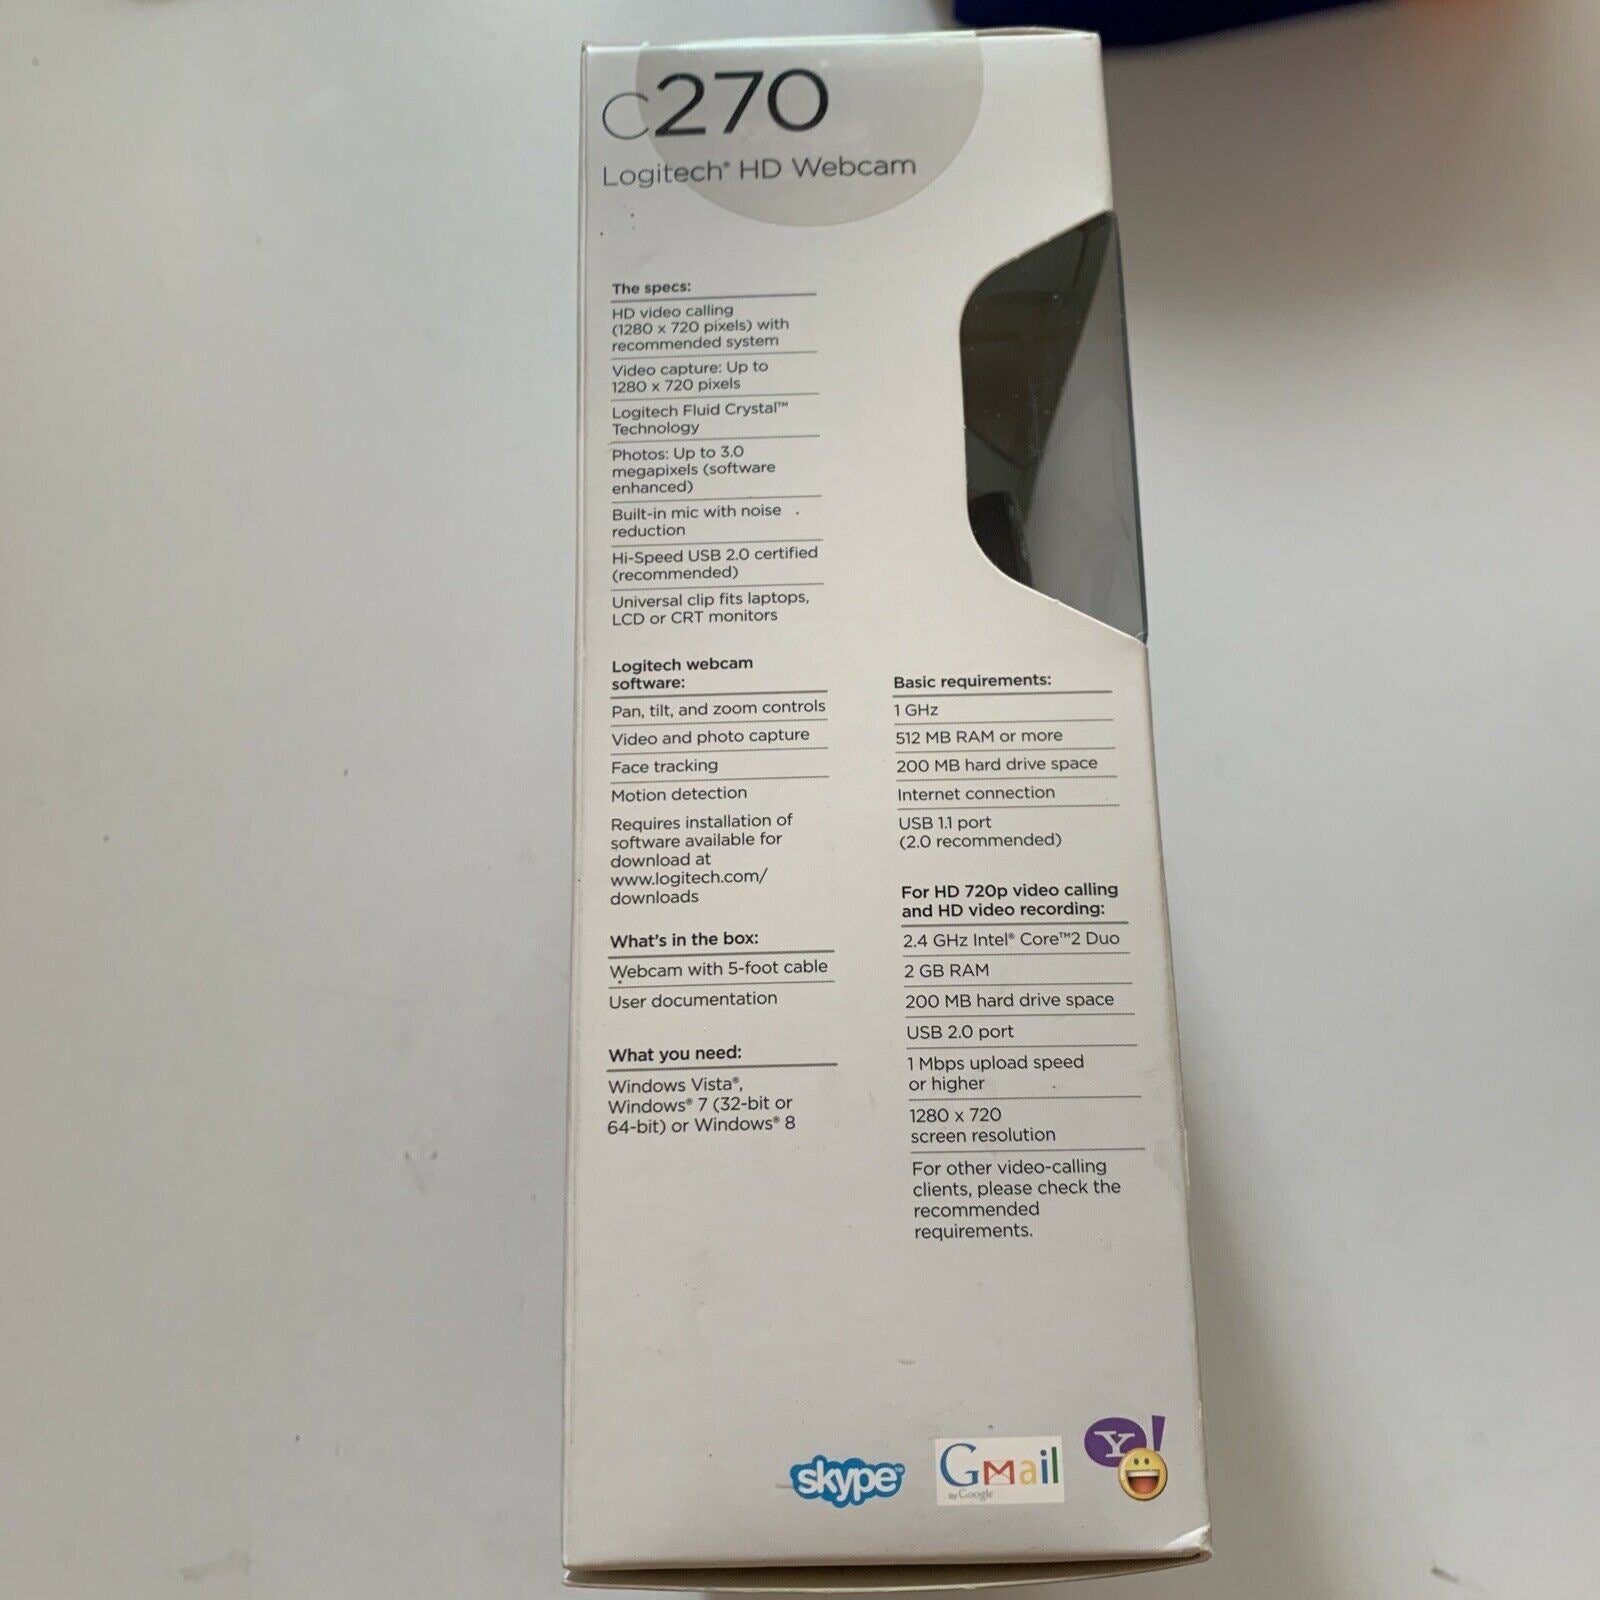 c270
Logitech® HD Webcam
The specs:
HD video calling
(1280 x 720 pixels) with
recommended system
Video capture: Up to
1280 x 720 pixels
Logitech Fluid Crystal™
Technology
Photos: Up to 3.0
megapixels (software
enhanced)
Built-in mic with noise
reduction
Hi-Speed USB 2.0 certified
(recommended)
Universal clip fits laptops,
LCD or CRT monitors
Logitech webcam
software:
Pan, tilt, and zoom controls
Video and photo capture
Face tracking
Motion detection
Requires installation of
software available for
download at
www.logitech.com/
downloads
What's in the box:
Webcam with 5-foot cable
User documentation
What you need:
Windows Vista®,
Windows® 7 (32-bit or
64-bit) or Windows® 8
Basic requirements:
1 GHz
512 MB RAM or more
200 MB hard drive space
Internet connection
USB 1.1 port
(2.0 recommended)
For HD 720p video calling
and HD video recording:
2.4 GHz Intel® Core™2 Duo
2 GB RAM
200 MB hard drive space
USB 2.0 port
1 Mbps upload speed
or higher
1280 x 720
screen resolution
For other video-calling
clients, please check the
recommended
requirements.
skype™
GMail
by Google
Y!